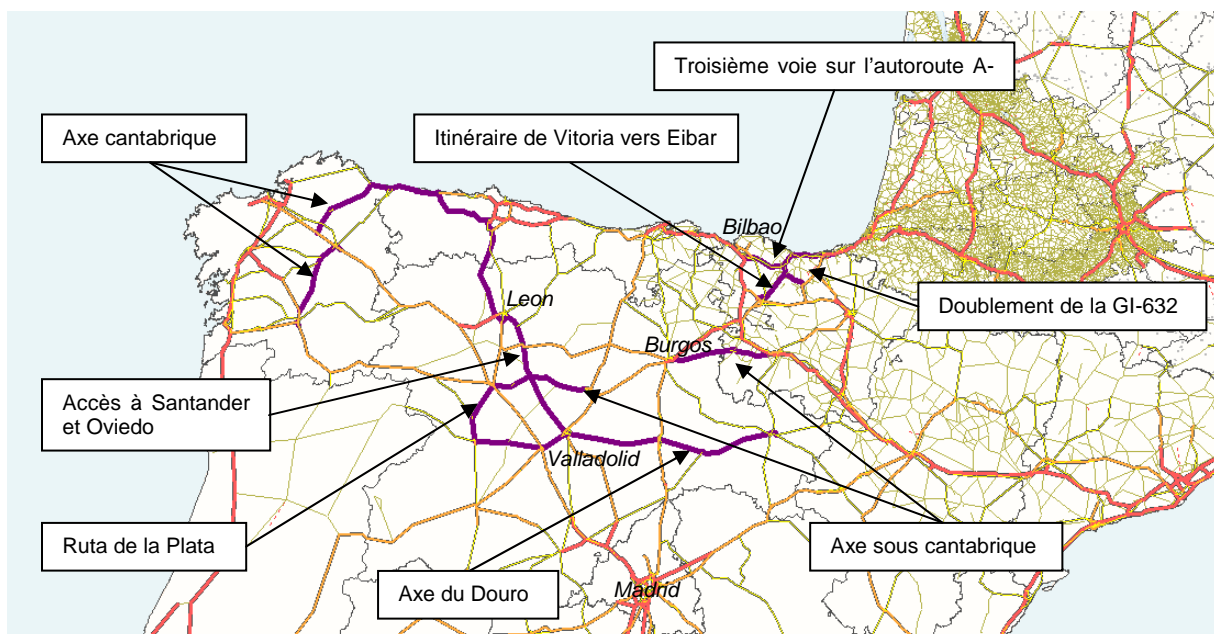 Troisième voie sur l'autoroute A-
Axe cantabrique
Itinéraire de Vitoria vers Eibar
Bilbao
Leon
Doublement de la GI-632
Burgos
Accès à Santander
et Oviedo
Valladolid
Ruta de la Plata
Axe sous cantabrique
Axe du Douro
Madrid